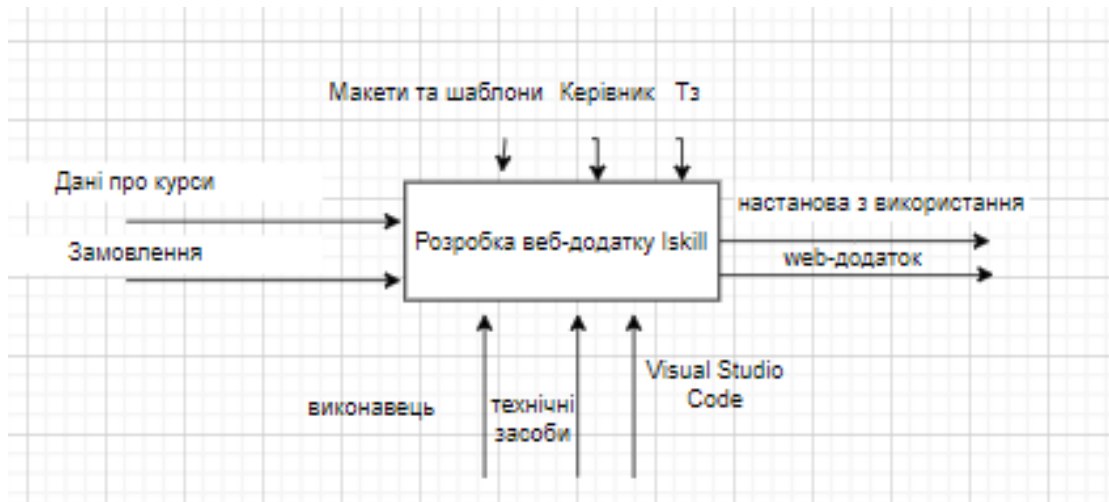 Макети та шаблони Керівник Тз
Дані про курси
настанова з використання
Розробка веб-додатку Iskill
Замовлення
web-додаток
Visual Studio
Code
виконавець
технічні
засоби